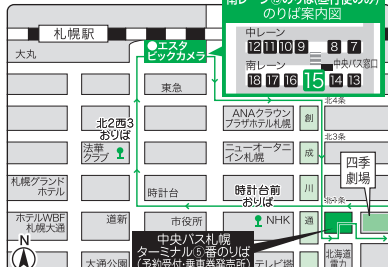 南レーン⑮のりば(昼行便のみ)
のりば案内図
中レーン
12 11 10 9 8 7
中央バス窓口
南レーン
18 17 16 15 14 13
札幌駅
大丸
●エスタ
ビックカメラ
東急
北4条
ANAクラウン
プラザホテル札幌
創
北2西3
おりば
北3条
法華
クラブ
ニューオータニ
イン札幌
成
四季
劇場
札幌グランド
ホテル
時計台
時計台前
おりば
川
北1条
ホテルWBF
札幌大通
道新
市役所
NHK
通
N
中央バス札幌
ターミナル⑥番のりば
(予約受付・乗車券発売所)
大通公園
テレビ塔
北海道
電力